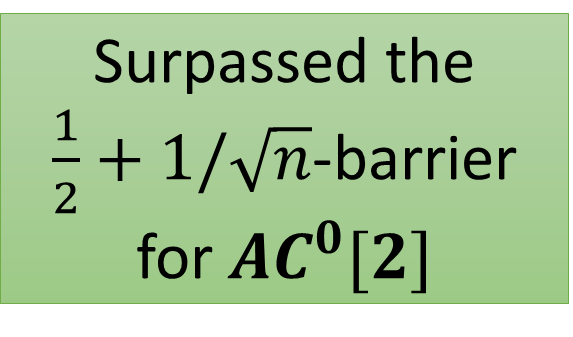 Surpassed the
1/2 + 1/√n-barrier
for AC⁰[2]